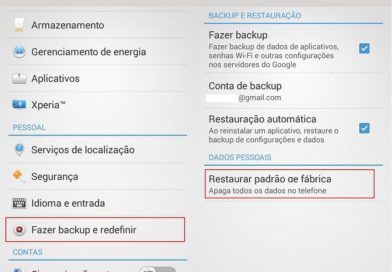 Armazenamento
Gerenciamento de energia
Aplicativos
Xperia™
PESSOAL
Serviços de localização
Segurança
Idioma e entrada
Fazer backup e redefinir
CONTAS
BACKUP E RESTAURAÇÃO
Fazer backup
Fazer backup de dados de aplicativos,
senhas Wi-Fi e outras configurações
nos servidores do Google
Conta de backup
@gmail.com
Restauração automática
Ao reinstalar um aplicativo, restaure o
backup de configurações e dados
DADOS PESSOAIS
Restaurar padrão de fábrica
Apaga todos os dados no telefone